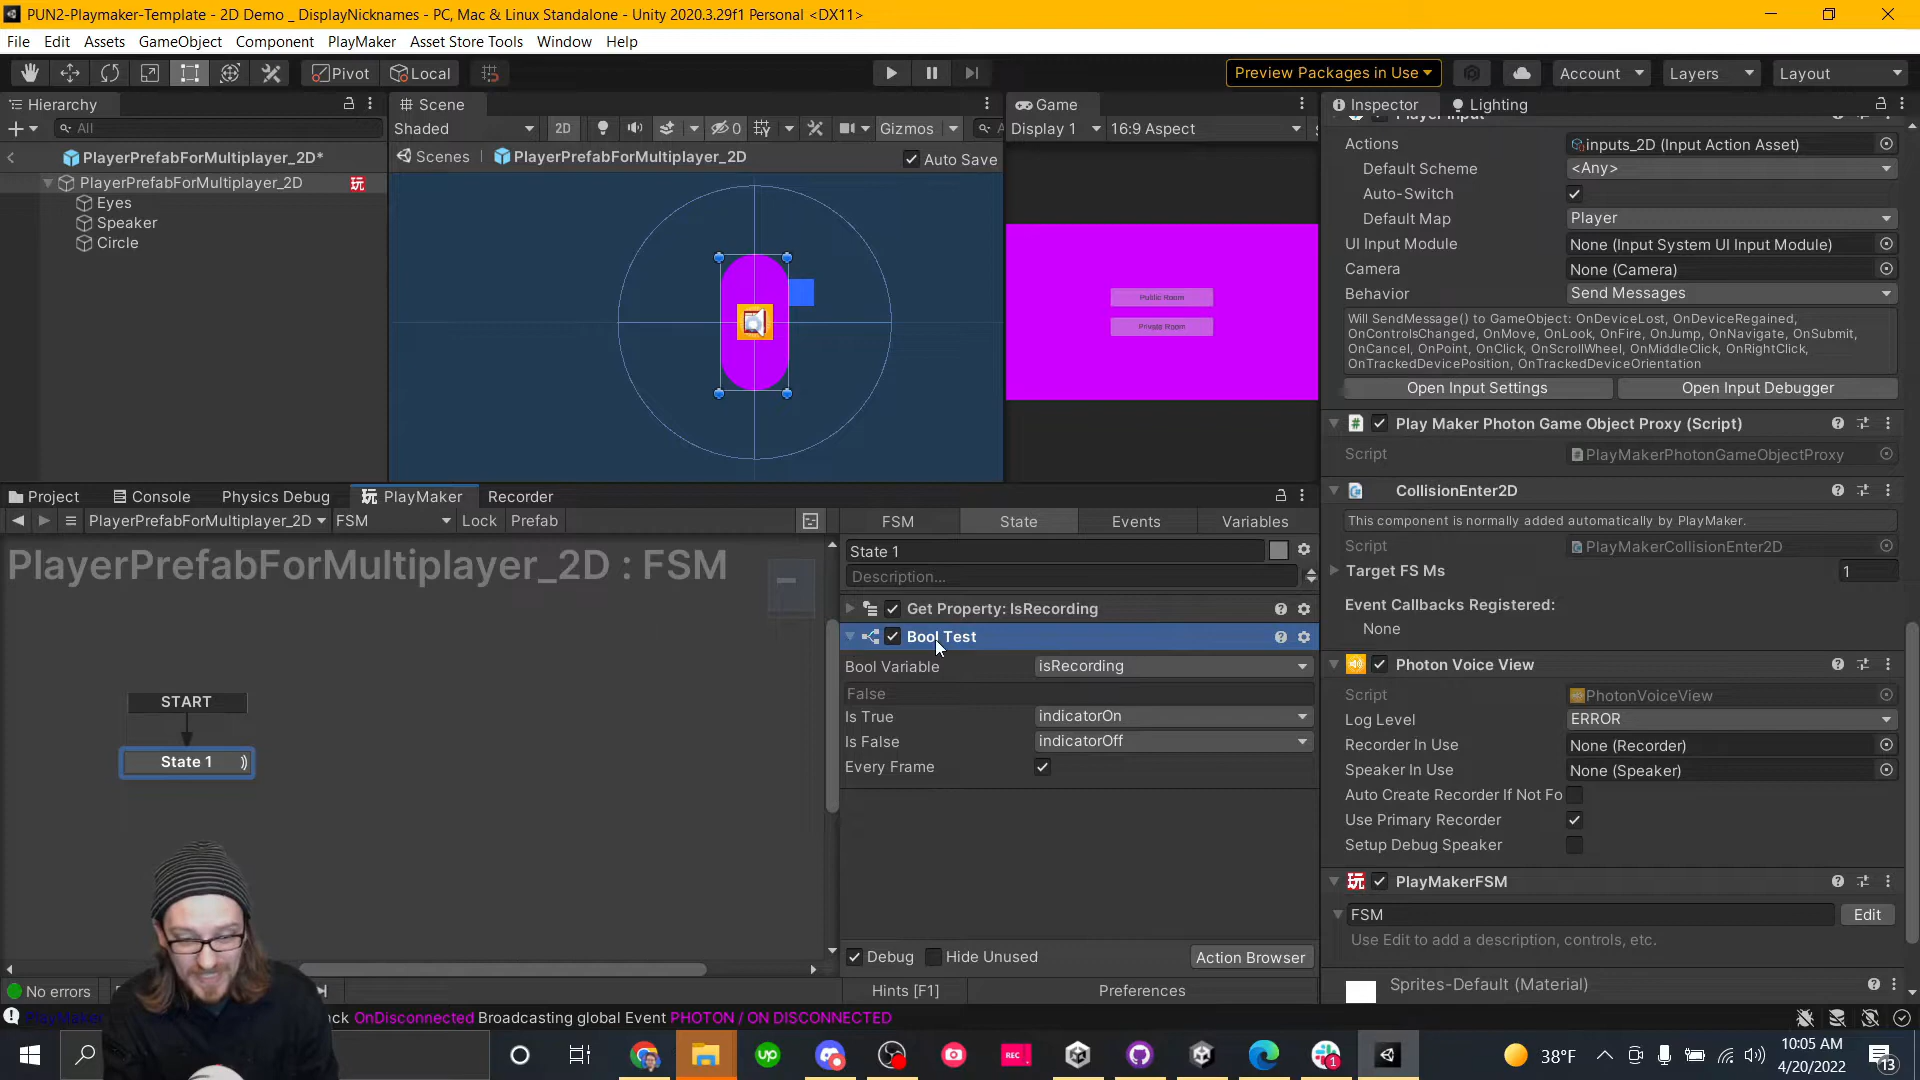 PUN2-Playmaker-Template - 2D Demo _ DisplayNicknames - PC, Mac & Linux Standalone - Unity 2020.3.29f1 Personal <DX11>
File Edit Assets GameObject Component PlayMaker Asset Store Tools Window Help
Pivot Local Preview Packages in Use Account Layers Layout
Hierarchy
All
PlayerPrefabForMultiplayer_2D*
PlayerPrefabForMultiplayer_2D 玩
Eyes
Speaker
Circle
Scene
Shaded 2D 0 Gizmos
Scenes PlayerPrefabForMultiplayer_2D Auto Save
Game
Display 1 16:9 Aspect
Public Room
Private Room
Project Console Physics Debug PlayMaker Recorder
PlayerPrefabForMultiplayer_2D FSM Lock Prefab
PlayerPrefabForMultiplayer_2D : FSM
START
State 1
No errors
FSM State Events Variables
State 1
Description...
Get Property: IsRecording
Bool Test
Bool Variable isRecording
False
Is True indicatorOn
Is False indicatorOff
Every Frame
Debug Hide Unused Action Browser
Hints [F1] Preferences
Inspector Lighting
Player Input
Actions inputs_2D (Input Action Asset)
Default Scheme <Any>
Auto-Switch
Default Map Player
UI Input Module None (Input System UI Input Module)
Camera None (Camera)
Behavior Send Messages
Will SendMessage() to GameObject: OnDeviceLost, OnDeviceRegained,
OnControlsChanged, OnMove, OnLook, OnFire, OnJump, OnNavigate, OnSubmit,
OnCancel, OnPoint, OnClick, OnScrollWheel, OnMiddleClick, OnRightClick,
OnTrackedDevicePosition, OnTrackedDeviceOrientation
Open Input Settings Open Input Debugger
Play Maker Photon Game Object Proxy (Script)
Script PlayMakerPhotonGameObjectProxy
CollisionEnter2D
This component is normally added automatically by PlayMaker.
Script PlayMakerCollisionEnter2D
Target FS Ms 1
Event Callbacks Registered:
None
Photon Voice View
Script PhotonVoiceView
Log Level ERROR
Recorder In Use None (Recorder)
Speaker In Use None (Speaker)
Auto Create Recorder If Not Fo
Use Primary Recorder
Setup Debug Speaker
玩 PlayMakerFSM
FSM Edit
Use Edit to add a description, controls, etc.
Sprites-Default (Material)
OnDisconnected Broadcasting global Event PHOTON / ON DISCONNECTED
up REC 1 38°F 10:05 AM
4/20/2022 13